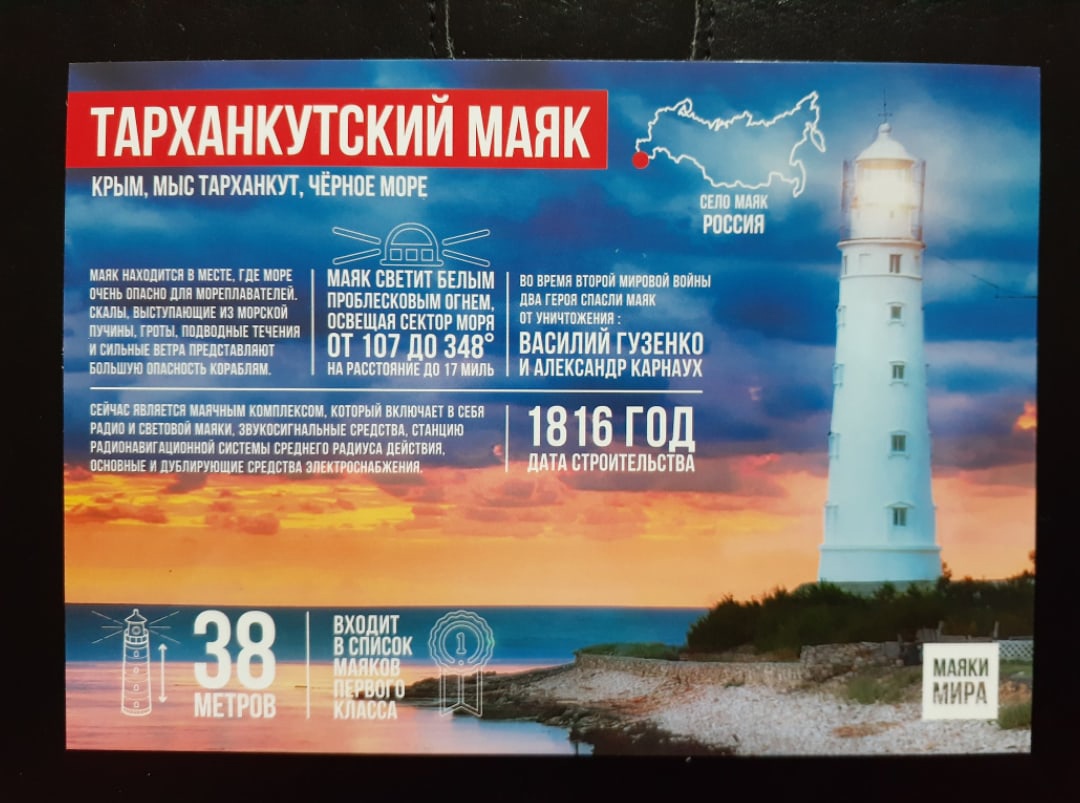 ТАРХАНКУТСКИЙ МАЯК
КРЫМ, МЫС ТАРХАНКУТ, ЧЁРНОЕ МОРЕ
СЕЛО МАЯК
РОССИЯ
МАЯК НАХОДИТСЯ В МЕСТЕ, ГДЕ МОРЕ
ОЧЕНЬ ОПАСНО ДЛЯ МОРЕПЛАВАТЕЛЕЙ.
СКАЛЫ, ВЫСТУПАЮЩИЕ ИЗ МОРСКОЙ
ПУЧИНЫ, ГРОТЫ, ПОДВОДНЫЕ ТЕЧЕНИЯ
И СИЛЬНЫЕ ВЕТРА ПРЕДСТАВЛЯЮТ
БОЛЬШУЮ ОПАСНОСТЬ КОРАБЛЯМ.
МАЯК СВЕТИТ БЕЛЫМ
ПРОБЛЕСКОВЫМ ОГНЕМ,
ОСВЕЩАЯ СЕКТОР МОРЯ
ОТ 107 ДО 348°
НА РАССТОЯНИЕ ДО 17 МИЛЬ
ВО ВРЕМЯ ВТОРОЙ МИРОВОЙ ВОЙНЫ
ДВА ГЕРОЯ СПАСЛИ МАЯК
ОТ УНИЧТОЖЕНИЯ :
ВАСИЛИЙ ГУЗЕНКО
И АЛЕКСАНДР КАРНАУХ
СЕЙЧАС ЯВЛЯЕТСЯ МАЯЧНЫМ КОМПЛЕКСОМ, КОТОРЫЙ ВКЛЮЧАЕТ В СЕБЯ
РАДИО И СВЕТОВОЙ МАЯКИ, ЗВУКОСИГНАЛЬНЫЕ СРЕДСТВА, СТАНЦИЮ
РАДИОНАВИГАЦИОННОЙ СИСТЕМЫ СРЕДНЕГО РАДИУСА ДЕЙСТВИЯ,
ОСНОВНЫЕ И ДУБЛИРУЮЩИЕ СРЕДСТВА ЭЛЕКТРОСНАБЖЕНИЯ.
1816 ГОД
ДАТА СТРОИТЕЛЬСТВА
38
МЕТРОВ
ВХОДИТ
В СПИСОК
МАЯКОВ
ПЕРВОГО
КЛАССА
1
МАЯКИ
МИРА